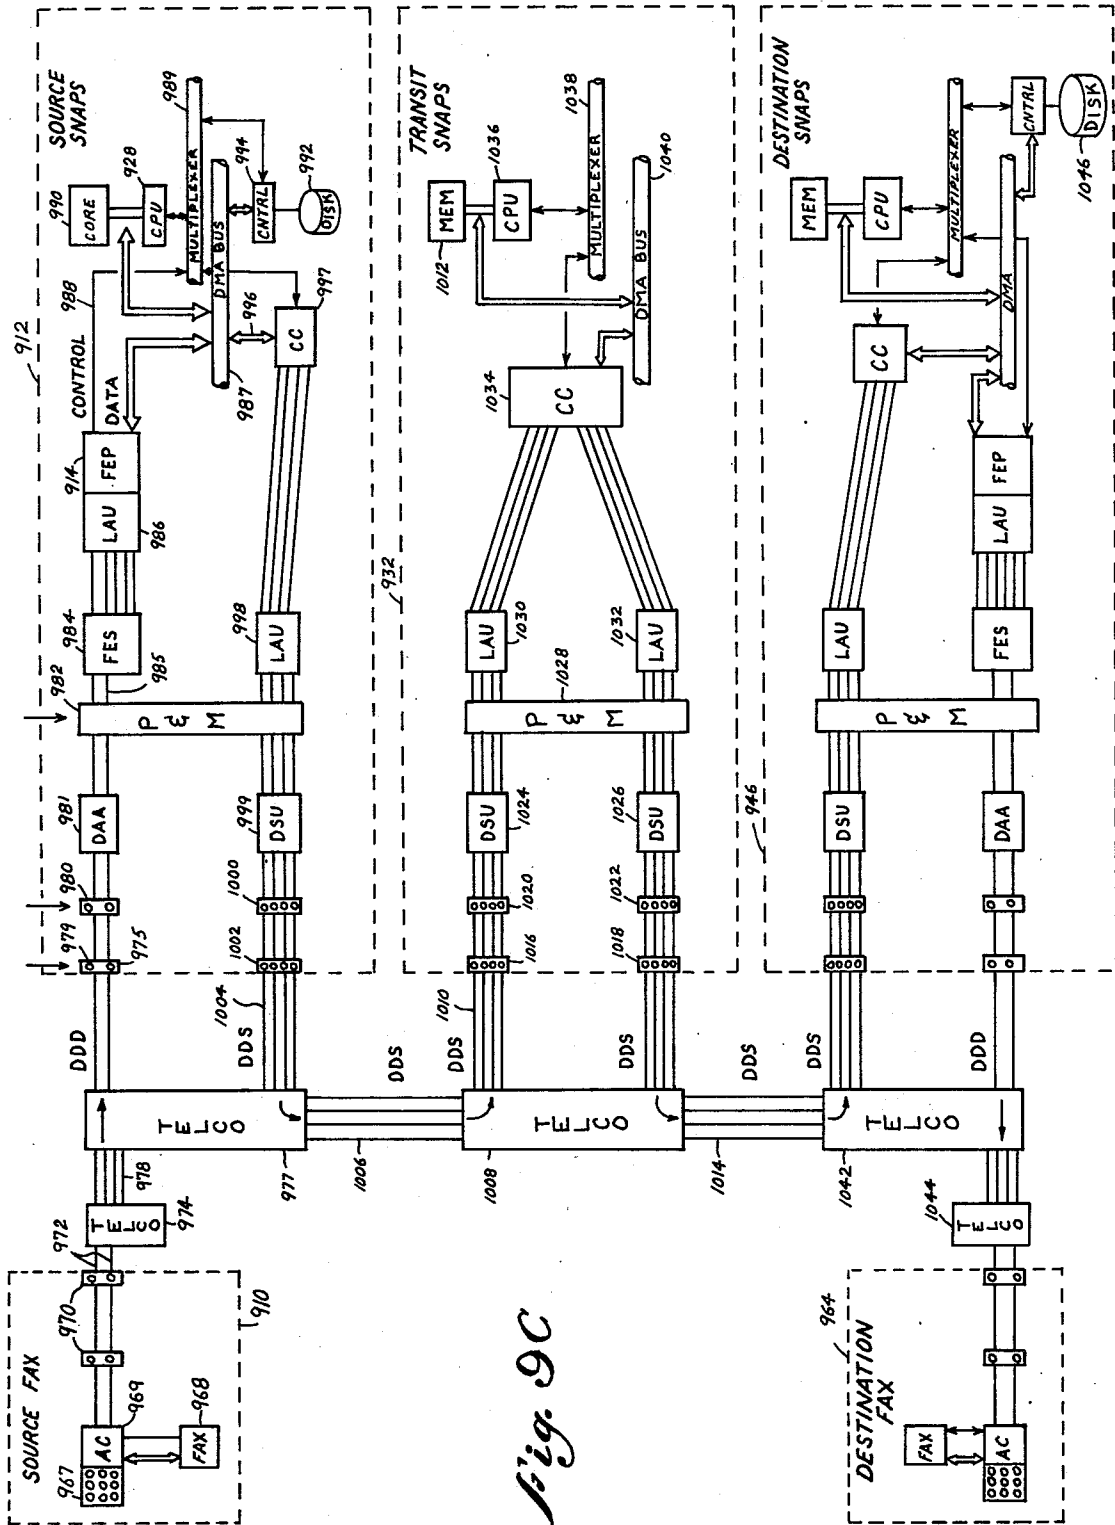 SOURCE FAX
967
AC
969
FAX
968
970
972
910
TELCO
974
978
TELCO
977
DDD
979
975
980
DAA
981
982
P & M
FES
984
985
LAU
986
FEP
914
CONTROL
988
DATA
912
SOURCE
SNAPS
990
CORE
928
CPU
989
MULTIPLEXER
DMA BUS
987
994
CNTRL
992
DISK
996
997
CC
998
LAU
DSU
999
1000
1002
1004
DDS
1006
DDS
TELCO
1008
DDS
1010
1016
1020
DSU
1024
1028
P & M
LAU
1030
932
1018
1022
DSU
1026
LAU
1032
1034
CC
TRANSIT
SNAPS
MEM
1012
CPU
1036
MULTIPLEXER
1038
DMA BUS
1040
1014
DDS
TELCO
1042
DDS
DSU
946
P & M
LAU
CC
DESTINATION
SNAPS
MEM
CPU
MULTIPLEXER
DMA
CNTRL
DISK
1046
DDD
DAA
FES
LAU
FEP
TELCO
1044
964
DESTINATION
FAX
FAX
AC
Fig. 9C